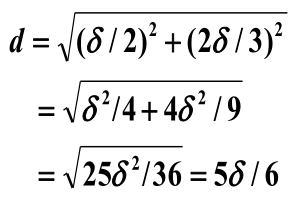 d = √(δ/2)² + (2δ/3)²
= √δ²/4 + 4δ²/9
= √25δ²/36 = 5δ/6